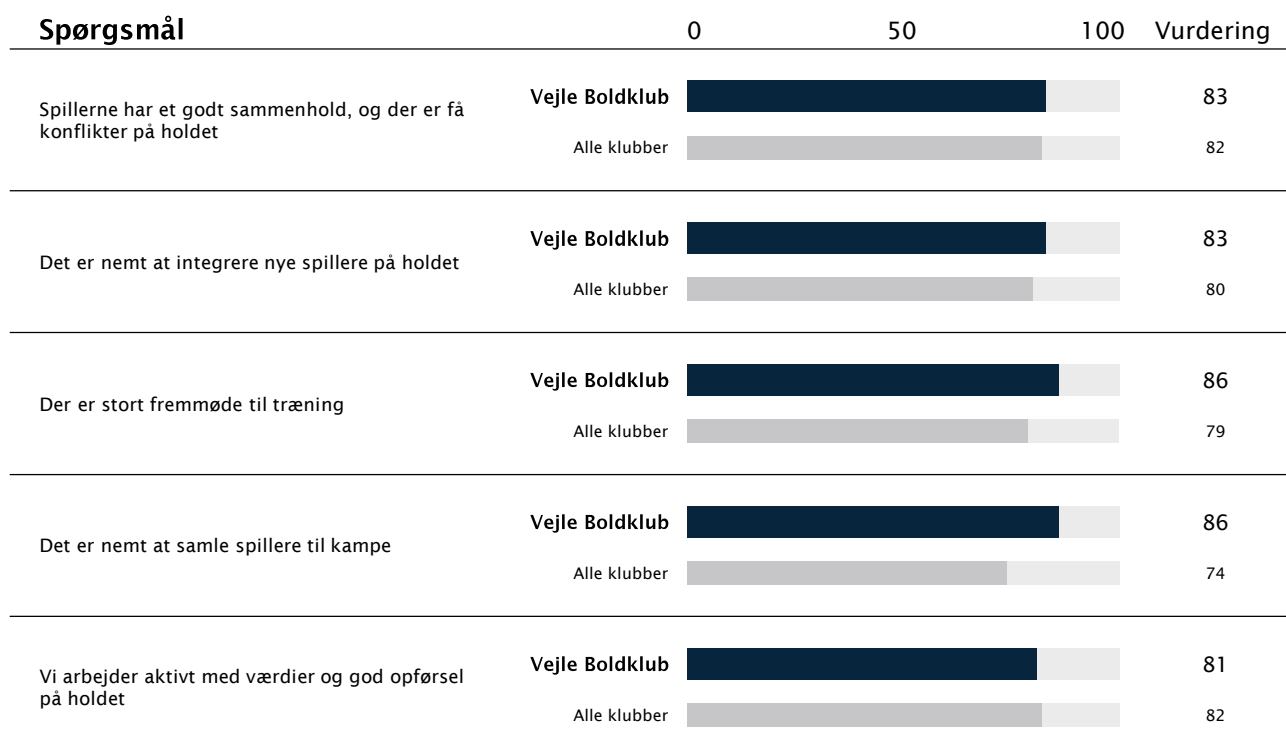 Spørgsmål 0 50 100 Vurdering
Vejle Boldklub 83
Spillerne har et godt sammenhold, og der er få
konflikter på holdet
Alle klubber 82
Vejle Boldklub 83
Det er nemt at integrere nye spillere på holdet
Alle klubber 80
Vejle Boldklub 86
Der er stort fremmøde til træning
Alle klubber 79
Vejle Boldklub 86
Det er nemt at samle spillere til kampe
Alle klubber 74
Vejle Boldklub 81
Vi arbejder aktivt med værdier og god opførsel
på holdet
Alle klubber 82